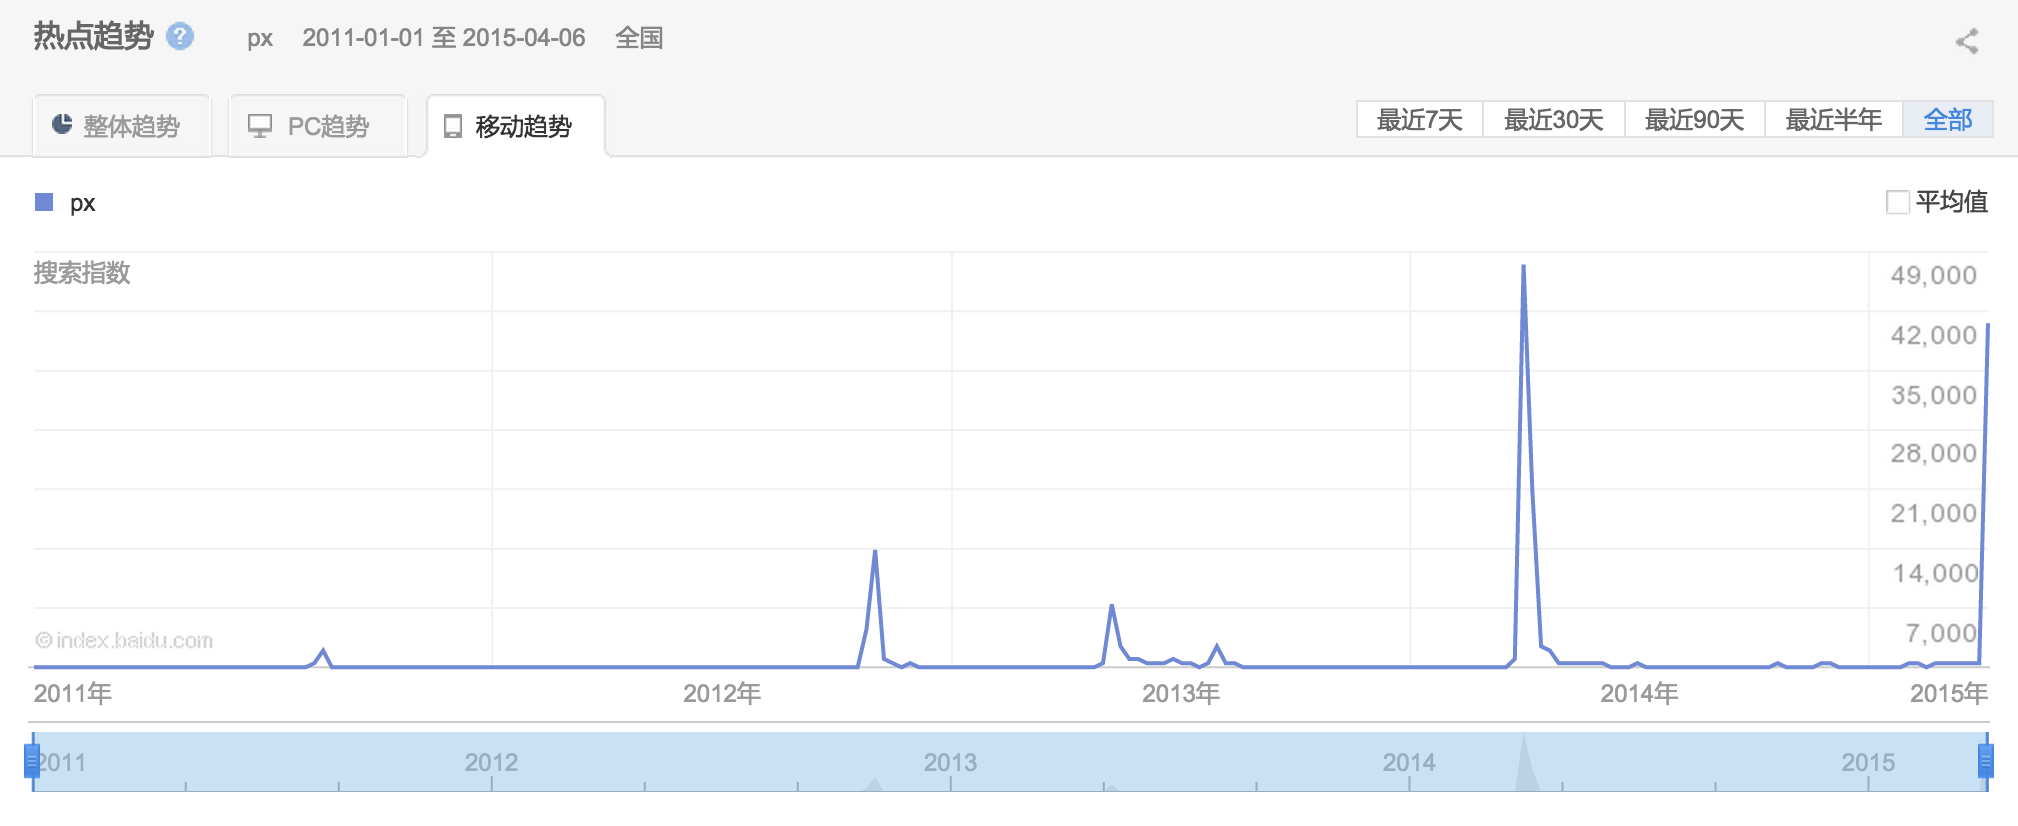 热点趋势 ? px 2011-01-01 至 2015-04-06 全国
整体趋势 PC趋势 移动趋势 最近7天 最近30天 最近90天 最近半年 全部
px 平均值
搜索指数 49,000
42,000
35,000
28,000
21,000
14,000
7,000
© index.baidu.com
2011年 2012年 2013年 2014年 2015年
2011 2012 2013 2014 2015